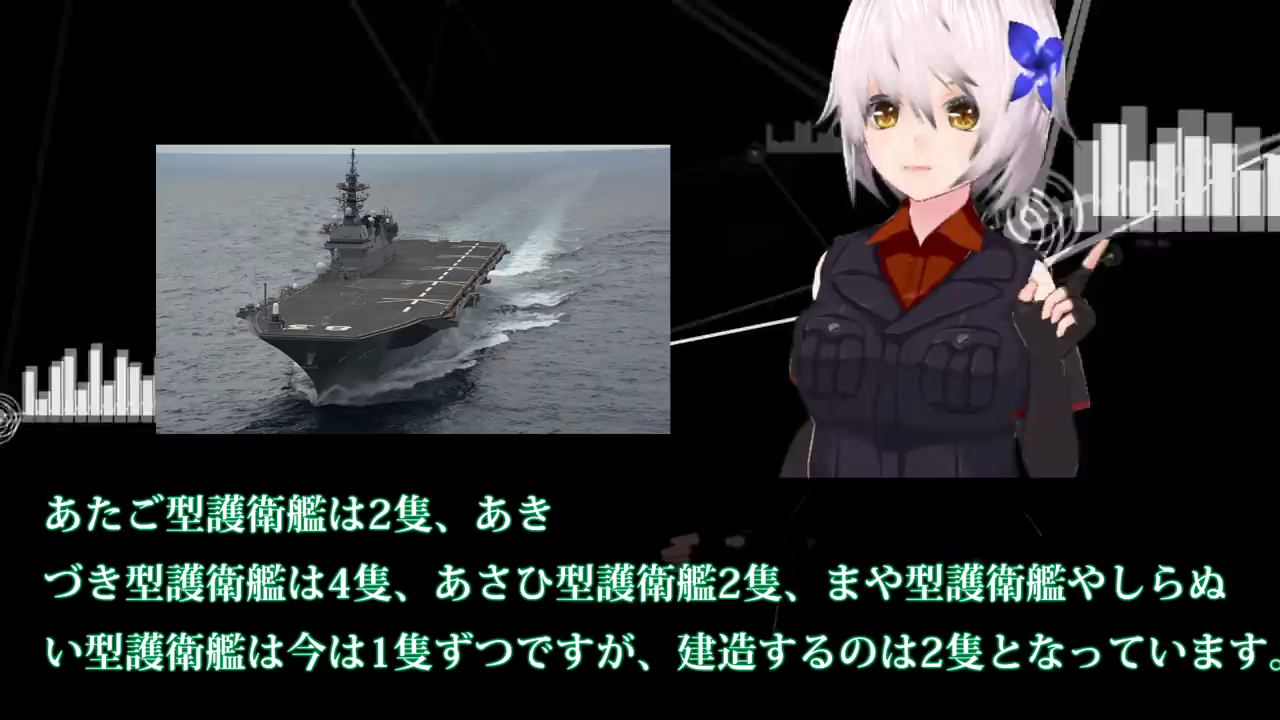 あたご型護衛艦は2隻、あき
づき型護衛艦は4隻、あさひ型護衛艦2隻、まや型護衛艦やしらぬ
い型護衛艦は今は1隻ずつですが、建造するのは2隻となっています。